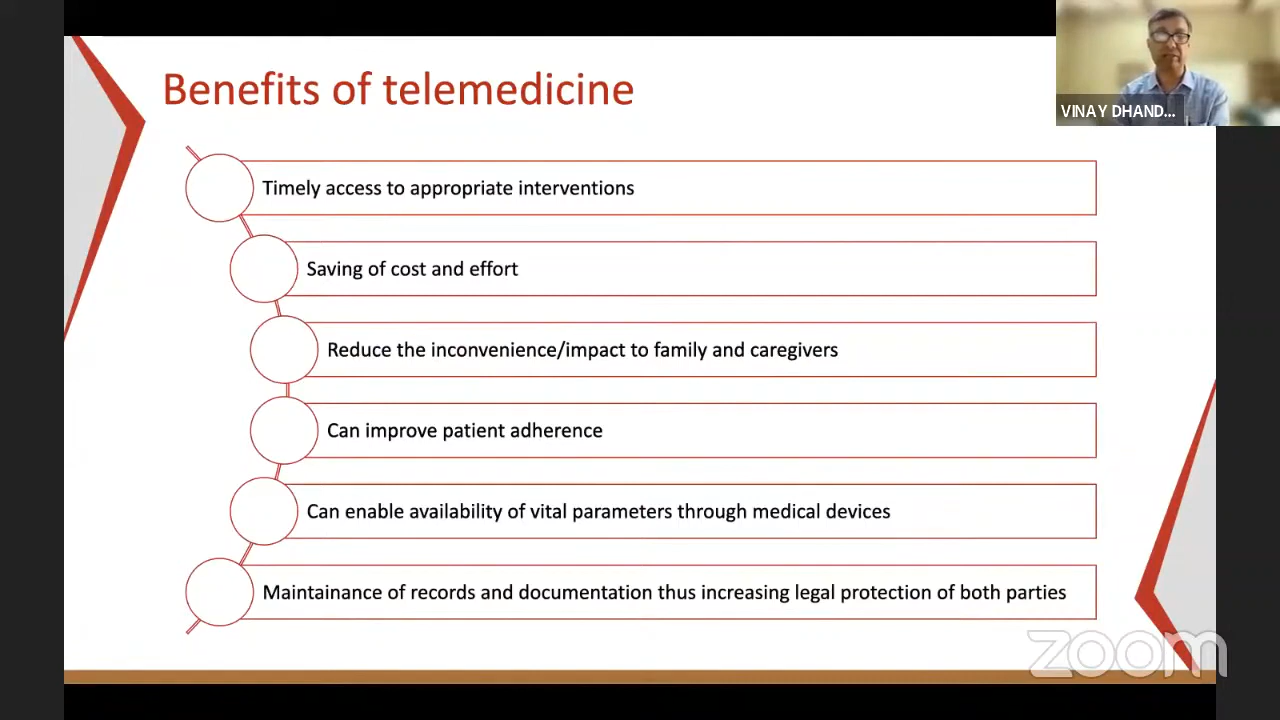 Benefits of telemedicine
VINAY DHAND...
Timely access to appropriate interventions
Saving of cost and effort
Reduce the inconvenience/impact to family and caregivers
Can improve patient adherence
Can enable availability of vital parameters through medical devices
Maintainance of records and documentation thus increasing legal protection of both parties
zoom